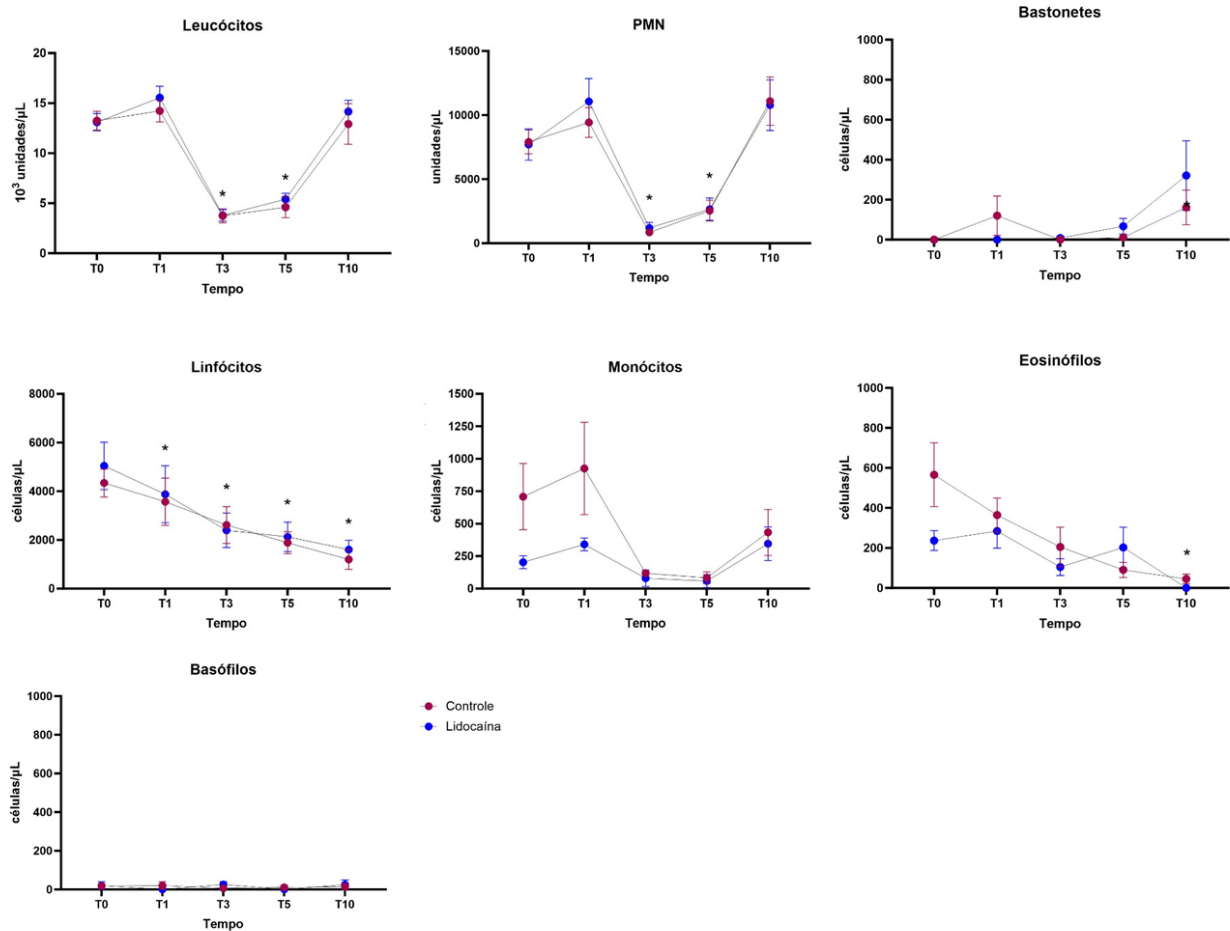 Leucócitos
20
15
10
5
0
10³ unidades/µL
*
*
T0 T1 T3 T5 T10
Tempo
PMN
15000
10000
5000
0
unidades/µL
*
*
T0 T1 T3 T5 T10
Tempo
Bastonetes
1000
800
600
400
200
0
células/µL
*
T0 T1 T3 T5 T10
Tempo
Linfócitos
8000
6000
4000
2000
0
células/µL
*
*
*
*
T0 T1 T3 T5 T10
Tempo
Monócitos
1500
1250
1000
750
500
250
0
células/µL
T0 T1 T3 T5 T10
Tempo
Eosinófilos
1000
800
600
400
200
0
células/µL
*
T0 T1 T3 T5 T10
Tempo
Basófilos
1000
800
600
400
200
0
células/µL
T0 T1 T3 T5 T10
Tempo
Controle
Lidocaína